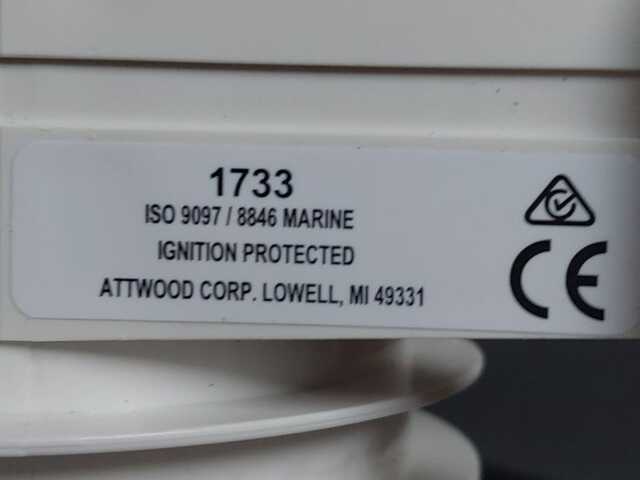 1733
ISO 9097 / 8846 MARINE
IGNITION PROTECTED
ATTWOOD CORP. LOWELL, MI 49331
CE